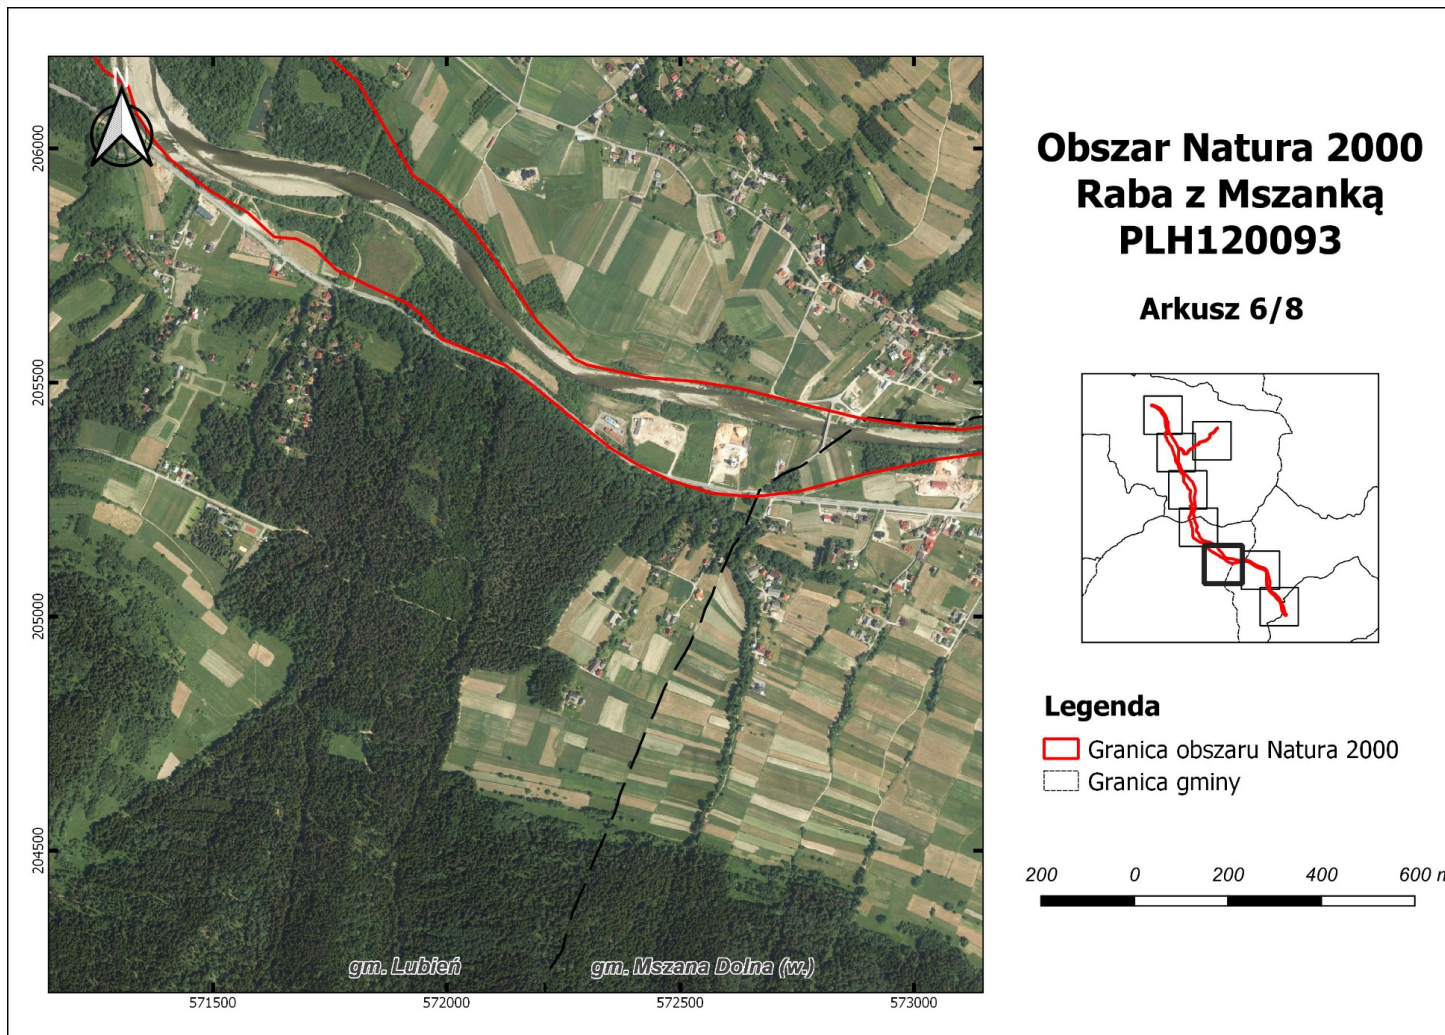 N
206000
205500
205000
204500
571500
572000
572500
573000
gm. Lubień
gm. Mszana Dolna (w.)
Obszar Natura 2000
Raba z Mszanką
PLH120093
Arkusz 6/8
Legenda
Granica obszaru Natura 2000
Granica gminy
200 0 200 400 600 m